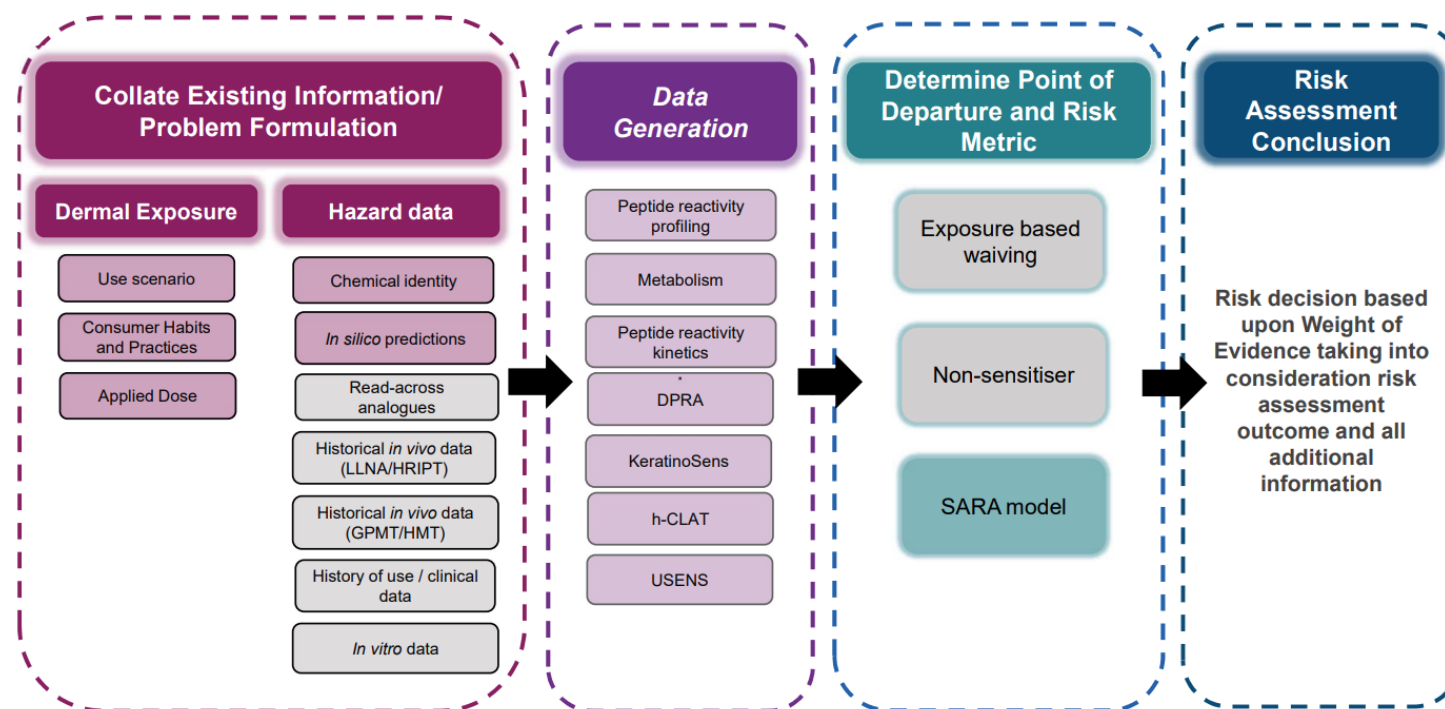 Collate Existing Information/
Problem Formulation
Dermal Exposure
Use scenario
Consumer Habits
and Practices
Applied Dose
Hazard data
Chemical identity
In silico predictions
Read-across
analogues
Historical in vivo data
(LLNA/HRIPT)
Historical in vivo data
(GPMT/HMT)
History of use / clinical
data
In vitro data
Data
Generation
Peptide reactivity
profiling
Metabolism
Peptide reactivity
kinetics
*
DPRA
KeratinoSens
h-CLAT
USENS
Determine Point of
Departure and Risk
Metric
Exposure based
waiving
Non-sensitiser
SARA model
Risk
Assessment
Conclusion
Risk decision based
upon Weight of
Evidence taking into
consideration risk
assessment
outcome and all
additional
information